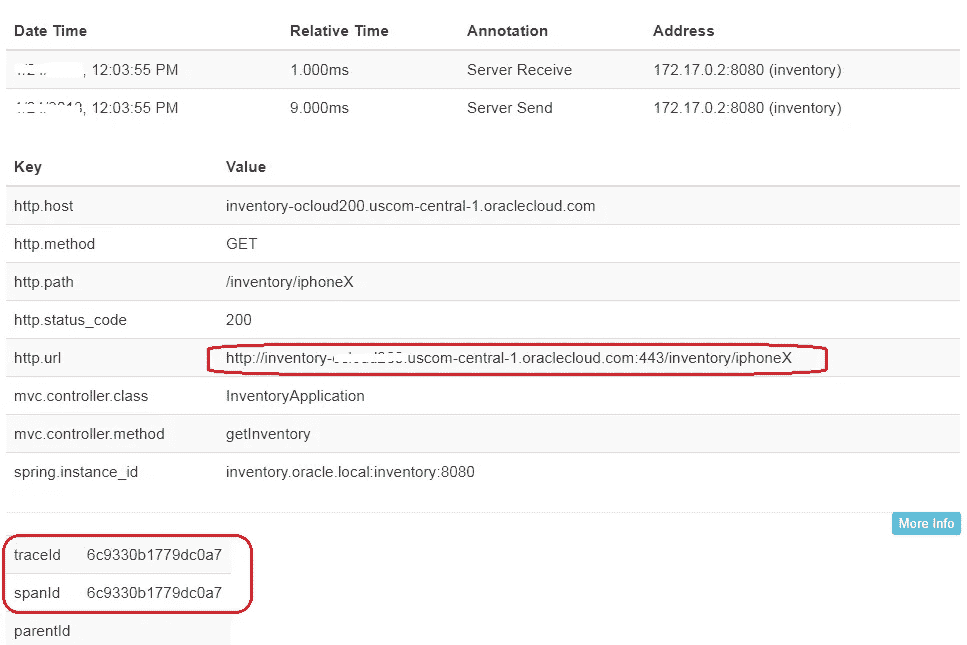 Date Time Relative Time Annotation Address
12:03:55 PM 1.000ms Server Receive 172.17.0.2:8080 (inventory)
12:03:55 PM 9.000ms Server Send 172.17.0.2:8080 (inventory)
Key Value
http.host inventory-ocloud200.uscom-central-1.oraclecloud.com
http.method GET
http.path /inventory/iphoneX
http.status_code 200
http.url http://inventory- .uscom-central-1.oraclecloud.com:443/inventory/iphoneX
mvc.controller.class InventoryApplication
mvc.controller.method getInventory
spring.instance_id inventory.oracle.local:inventory:8080
More Info
traceId 6c9330b1779dc0a7
spanId 6c9330b1779dc0a7
parentId